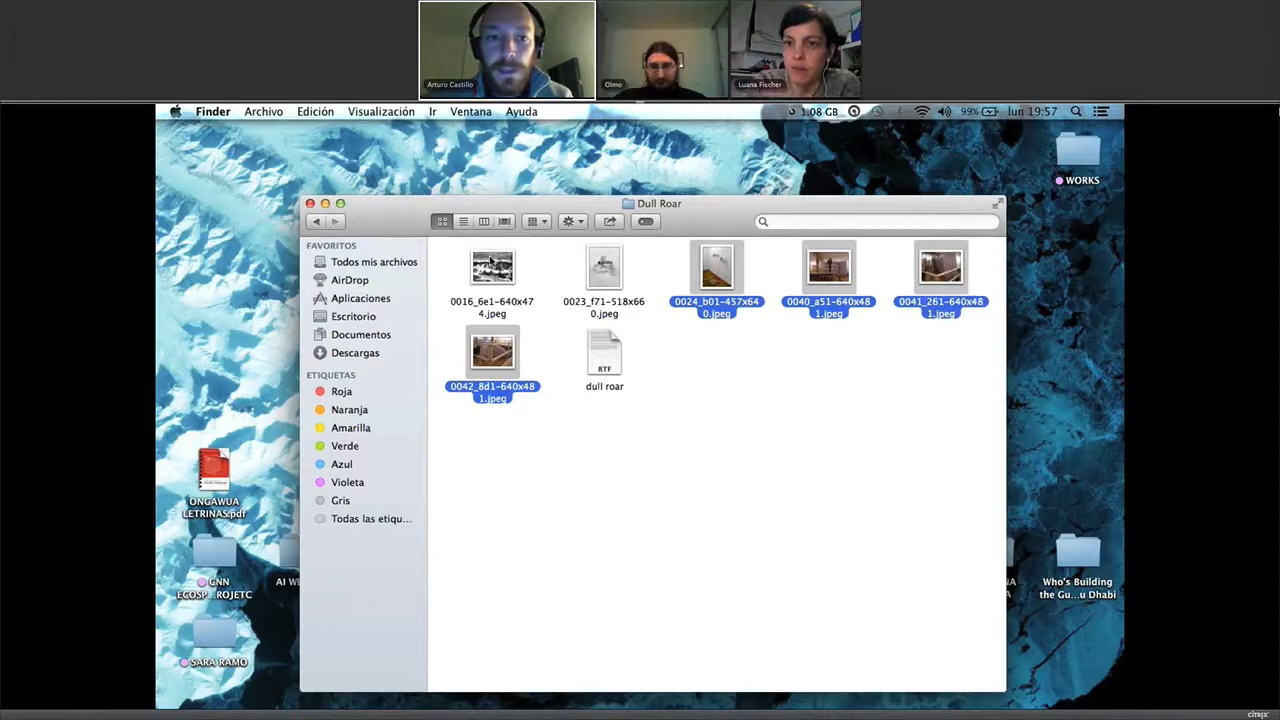 Arturo Castillo
Olmo
Luana Fischer
Finder Archivo Edición Visualización Ir Ventana Ayuda
1.08 GB 99% lun 19:57
WORKS
Dull Roar
FAVORITOS
Todos mis archivos
AirDrop
Aplicaciones
Escritorio
Documentos
Descargas
ETIQUETAS
Roja
Naranja
Amarilla
Verde
Azul
Violeta
Gris
Todas las etiqu...
0016_6e1-640x47
4.jpeg
0023_f71-518x66
0.jpeg
0024_b01-457x64
0.jpeg
0040_a51-640x48
1.jpeg
0041_261-640x48
1.jpeg
0042_8d1-640x48
1.jpeg
RTF
dull roar
ONGAWUA
LETRINAS.pdf
CNN
ECOSP...ROJETC
AI WE
SARA RAMO
NA
A
Who's Building
the Gu...u Dhabi
CITRIX